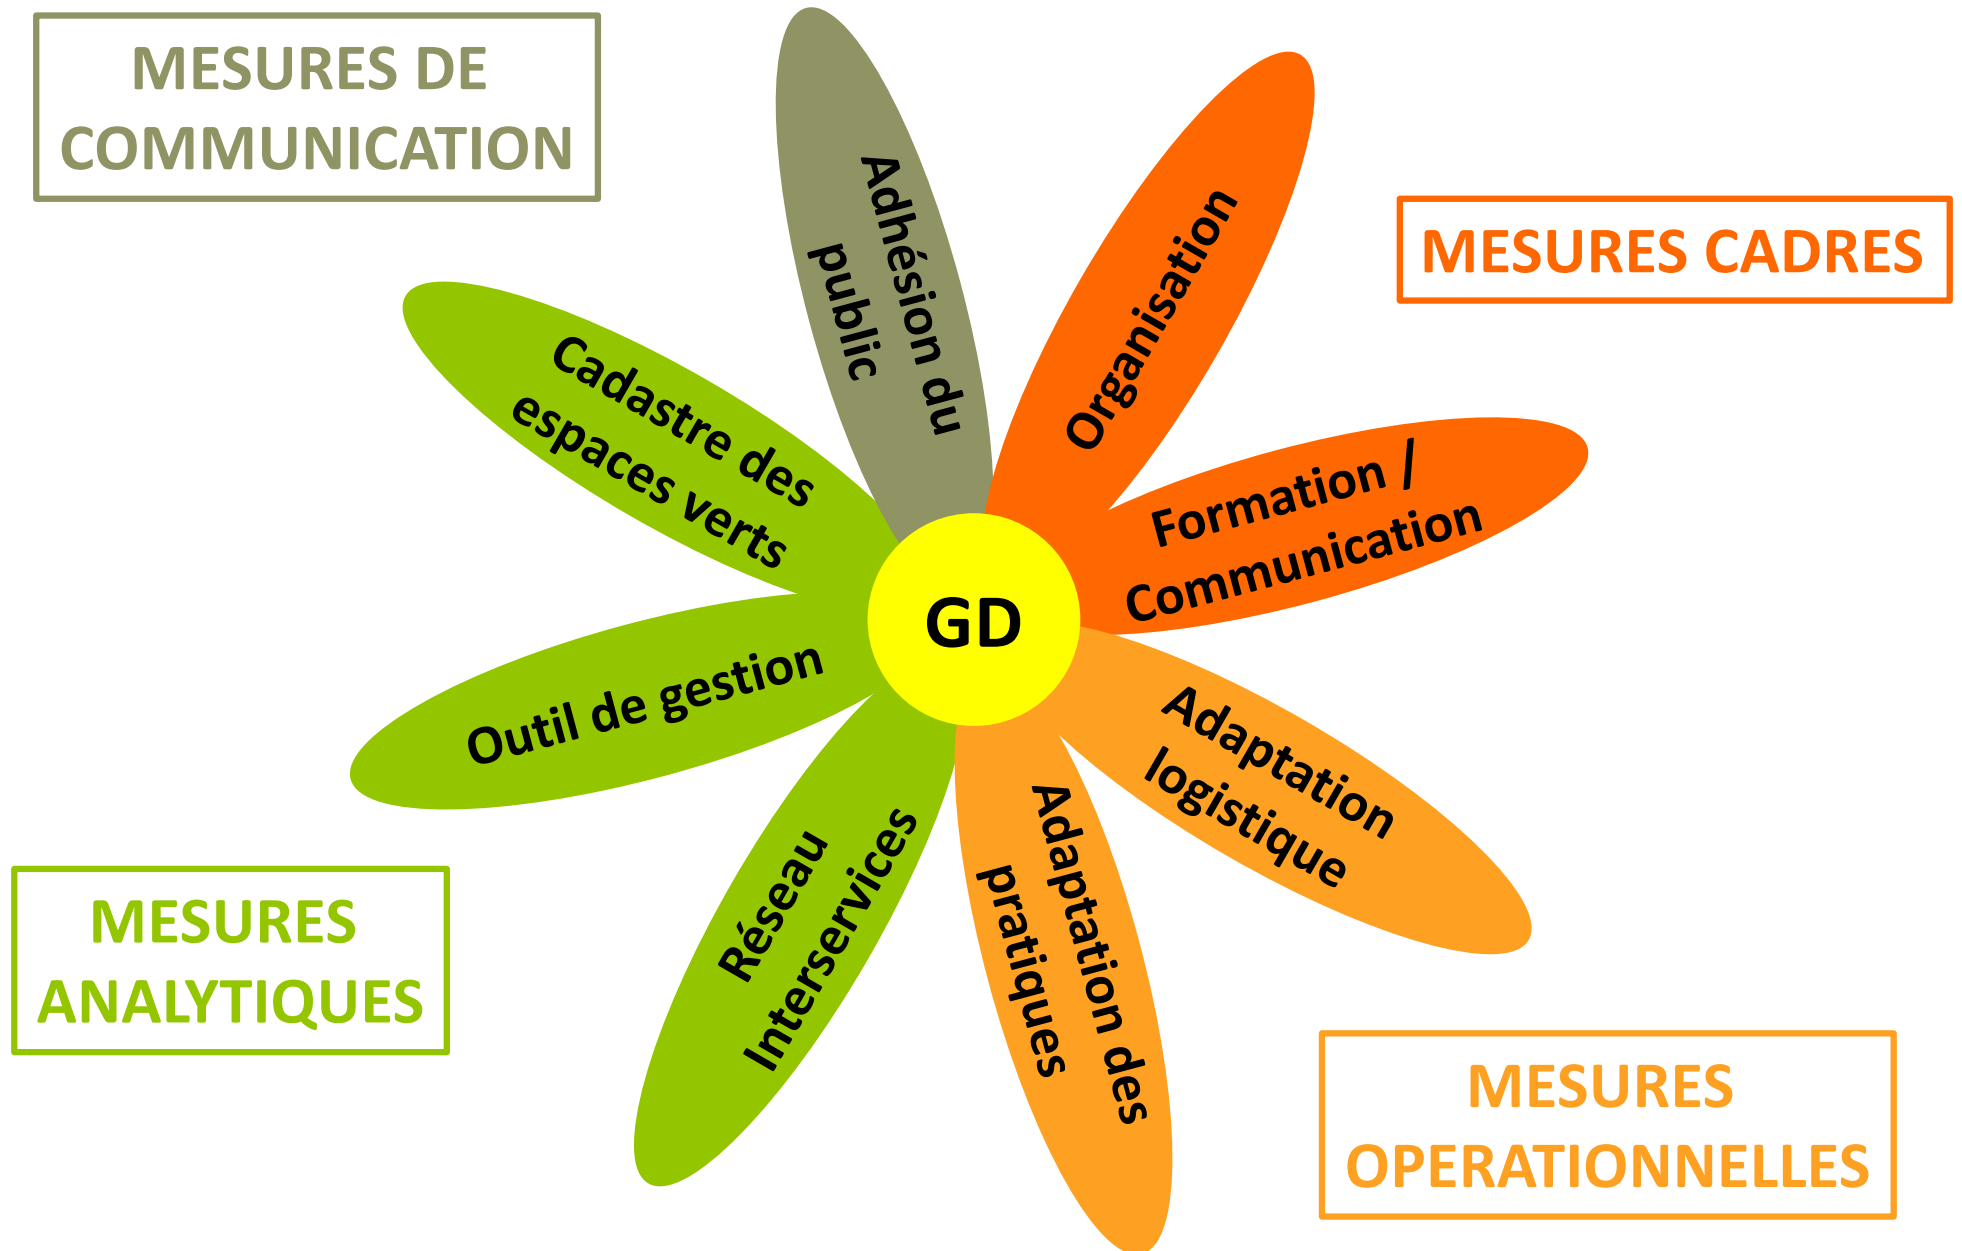 MESURES DE
COMMUNICATION
MESURES CADRES
Adhésion du
public
Organisation
Formation /
Communication
Cadastre des
espaces verts
GD
Outil de gestion
Adaptation
logistique
Réseau
Interservices
Adaptation des
pratiques
MESURES
ANALYTIQUES
MESURES
OPERATIONNELLES